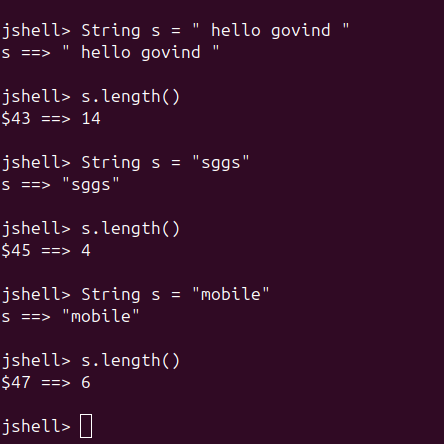 jshell> String s = " hello govind "
s ==> " hello govind "
jshell> s.length()
$43 ==> 14
jshell> String s = "sggs"
s ==> "sggs"
jshell> s.length()
$45 ==> 4
jshell> String s = "mobile"
s ==> "mobile"
jshell> s.length()
$47 ==> 6
jshell>